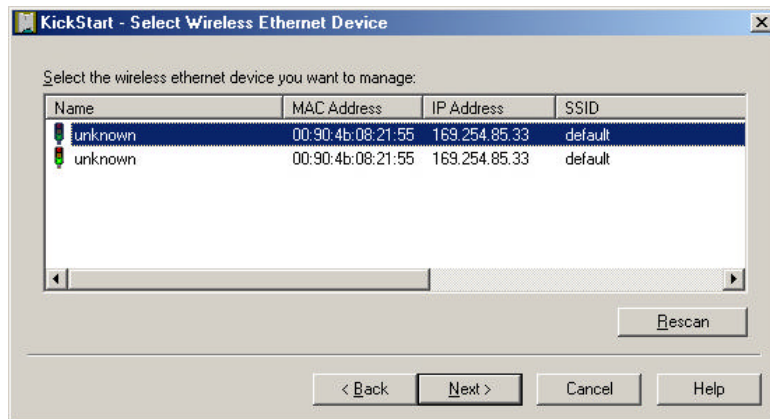 KickStart - Select Wireless Ethernet Device
Select the wireless ethernet device you want to manage:
Name MAC Address IP Address SSID
unknown 00:90:4b:08:21:55 169.254.85.33 default
unknown 00:90:4b:08:21:55 169.254.85.33 default
Rescan
< Back Next > Cancel Help